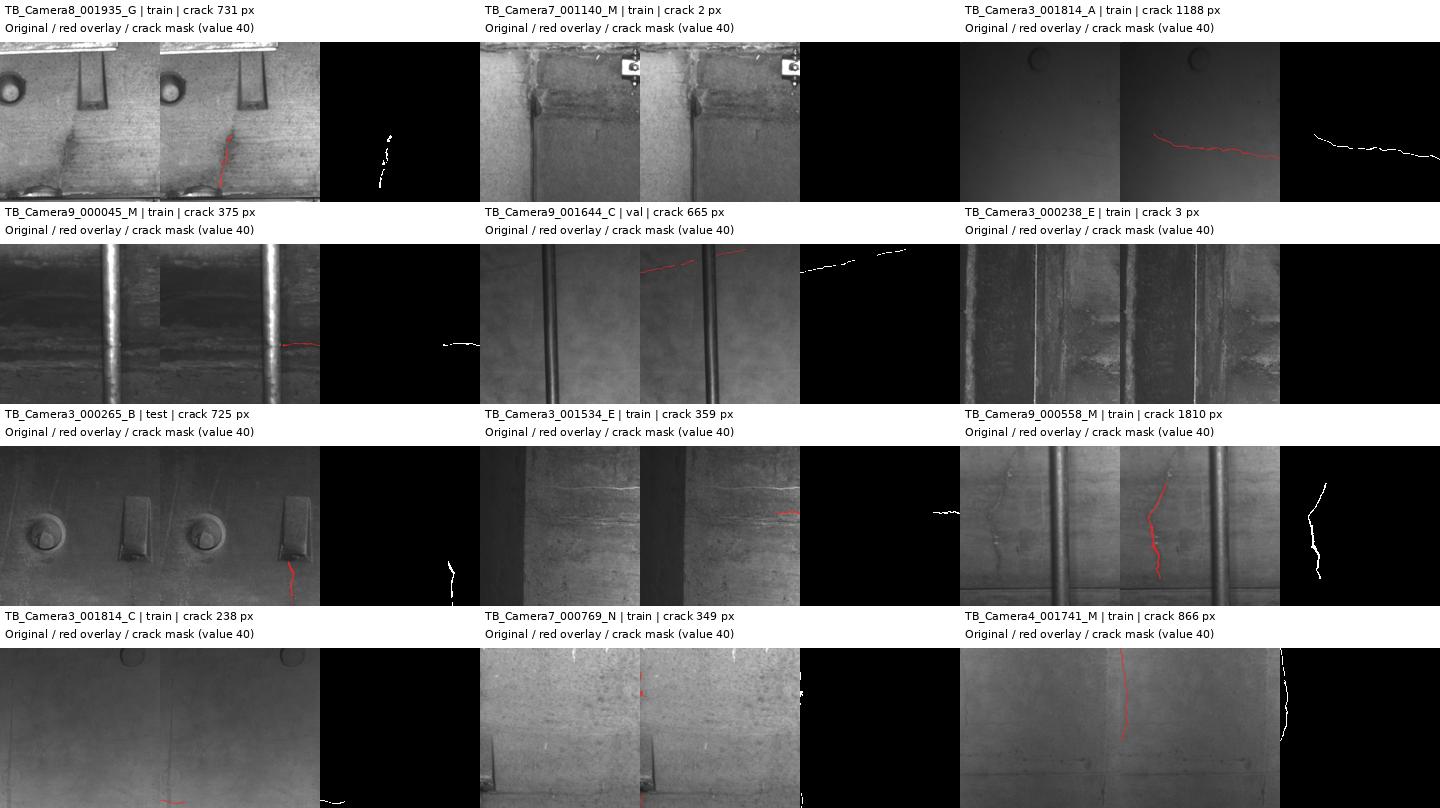 TB_Camera8_001935_G | train | crack 731 px
Original / red overlay / crack mask (value 40)
TB_Camera7_001140_M | train | crack 2 px
Original / red overlay / crack mask (value 40)
TB_Camera3_001814_A | train | crack 1188 px
Original / red overlay / crack mask (value 40)
TB_Camera9_000045_M | train | crack 375 px
Original / red overlay / crack mask (value 40)
TB_Camera9_001644_C | val | crack 665 px
Original / red overlay / crack mask (value 40)
TB_Camera3_000238_E | train | crack 3 px
Original / red overlay / crack mask (value 40)
TB_Camera3_000265_B | test | crack 725 px
Original / red overlay / crack mask (value 40)
TB_Camera3_001534_E | train | crack 359 px
Original / red overlay / crack mask (value 40)
TB_Camera9_000558_M | train | crack 1810 px
Original / red overlay / crack mask (value 40)
TB_Camera3_001814_C | train | crack 238 px
Original / red overlay / crack mask (value 40)
TB_Camera7_000769_N | train | crack 349 px
Original / red overlay / crack mask (value 40)
TB_Camera4_001741_M | train | crack 866 px
Original / red overlay / crack mask (value 40)